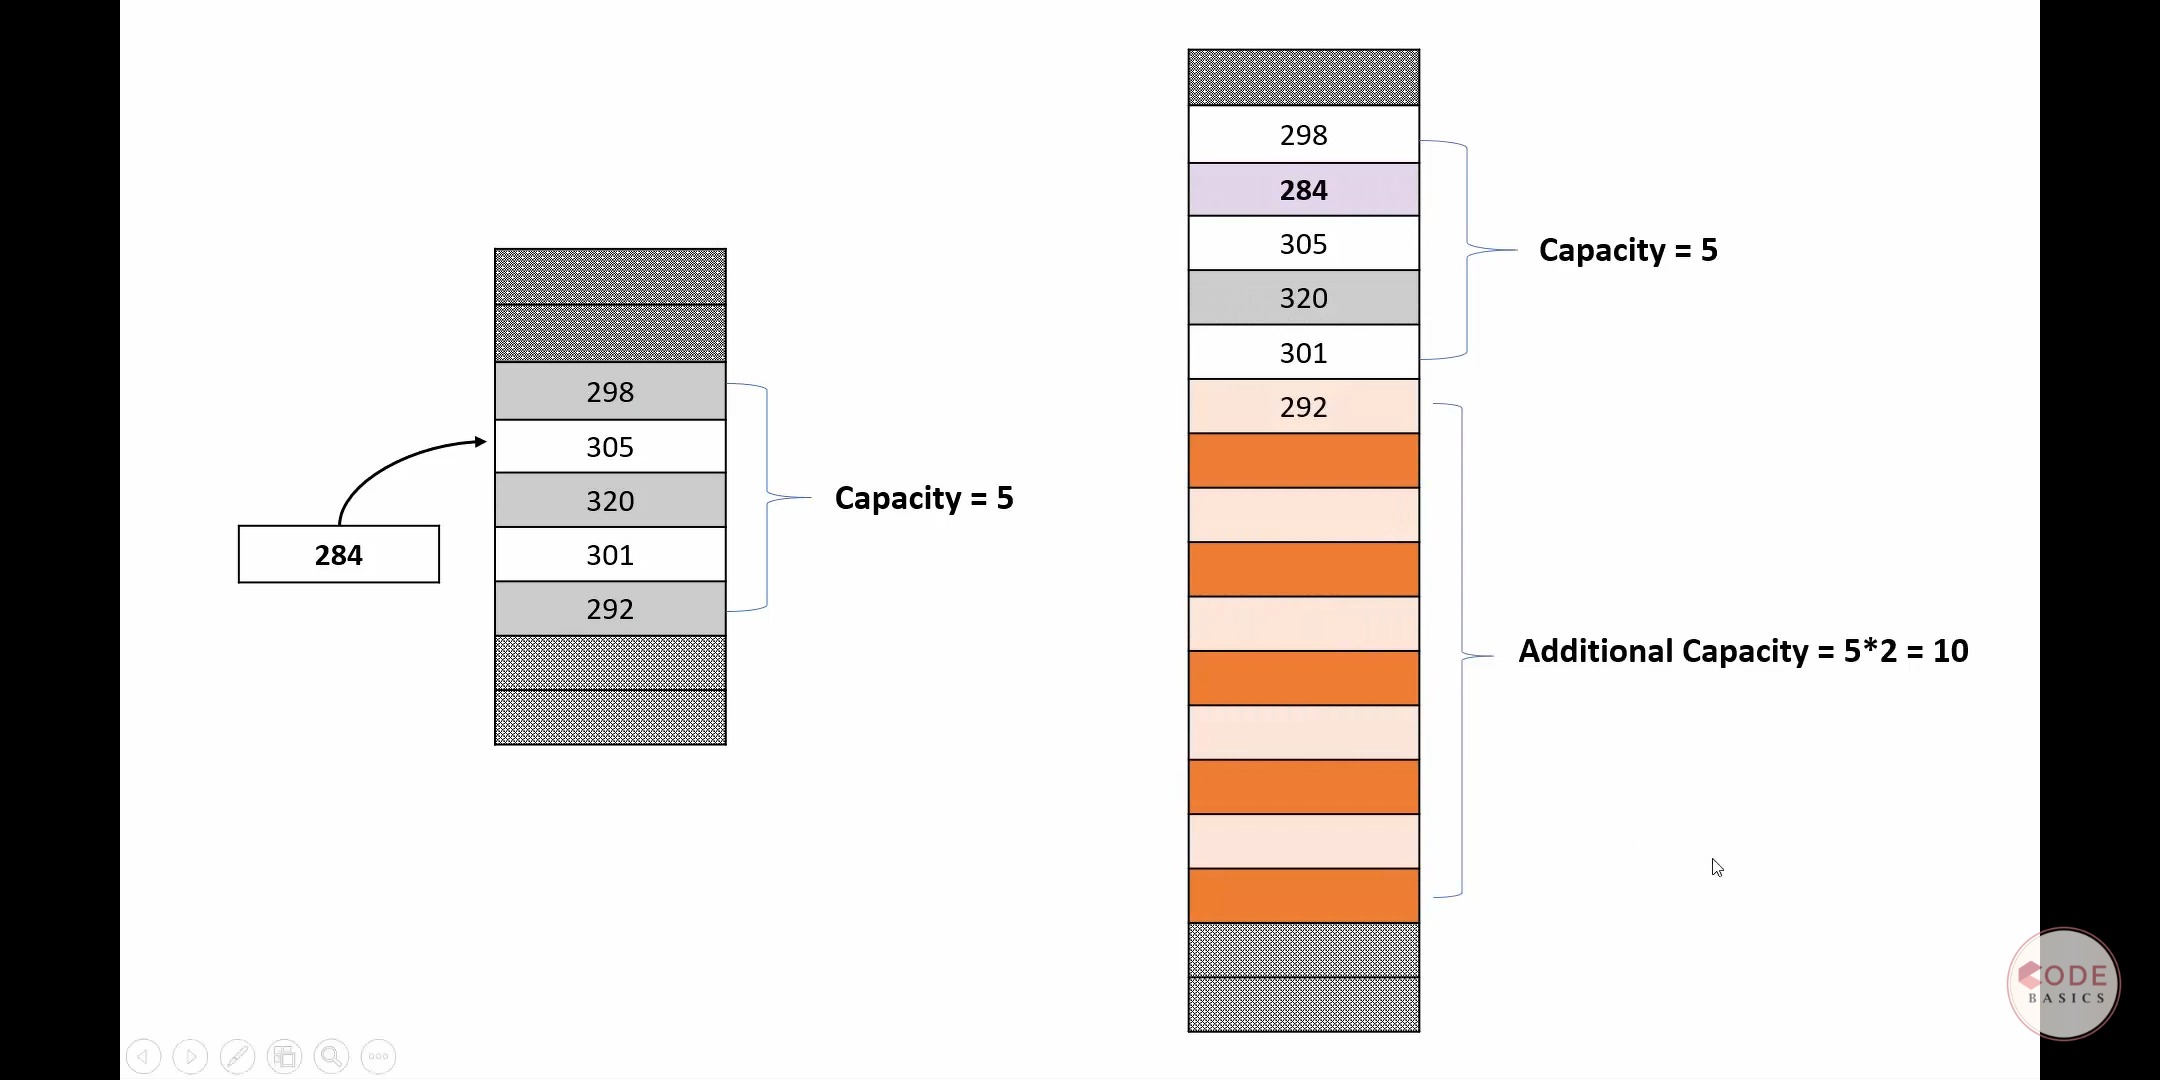 298
305
320
301
292
284
Capacity = 5
298
284
305
320
301
292
Capacity = 5
Additional Capacity = 5*2 = 10
CODE
BASICS